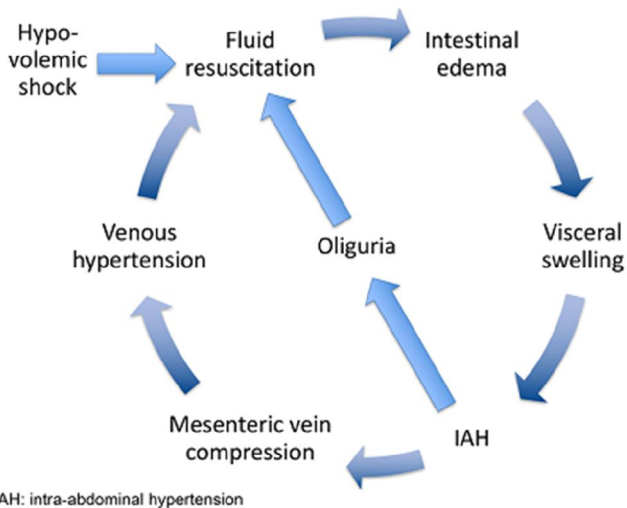 Hypo-
volemic
shock
Fluid
resuscitation
Intestinal
edema
Visceral
swelling
IAH
Mesenteric vein
compression
Venous
hypertension
Oliguria
AH: intra-abdominal hypertension